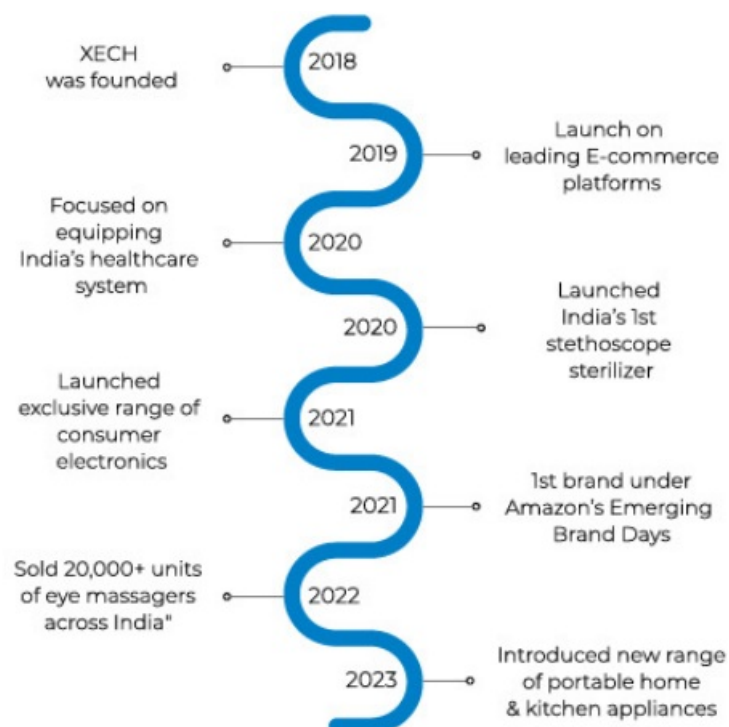 XECH
was founded
2018
2019
Launch on
leading E-commerce
platforms
Focused on
equipping
India's healthcare
system
2020
2020
Launched
India's 1st
stethoscope
sterilizer
Launched
exclusive range of
consumer
electronics
2021
2021
1st brand under
Amazon's Emerging
Brand Days
Sold 20,000+ units
of eye massagers
across India"
2022
2023
Introduced new range
of portable home
& kitchen appliances